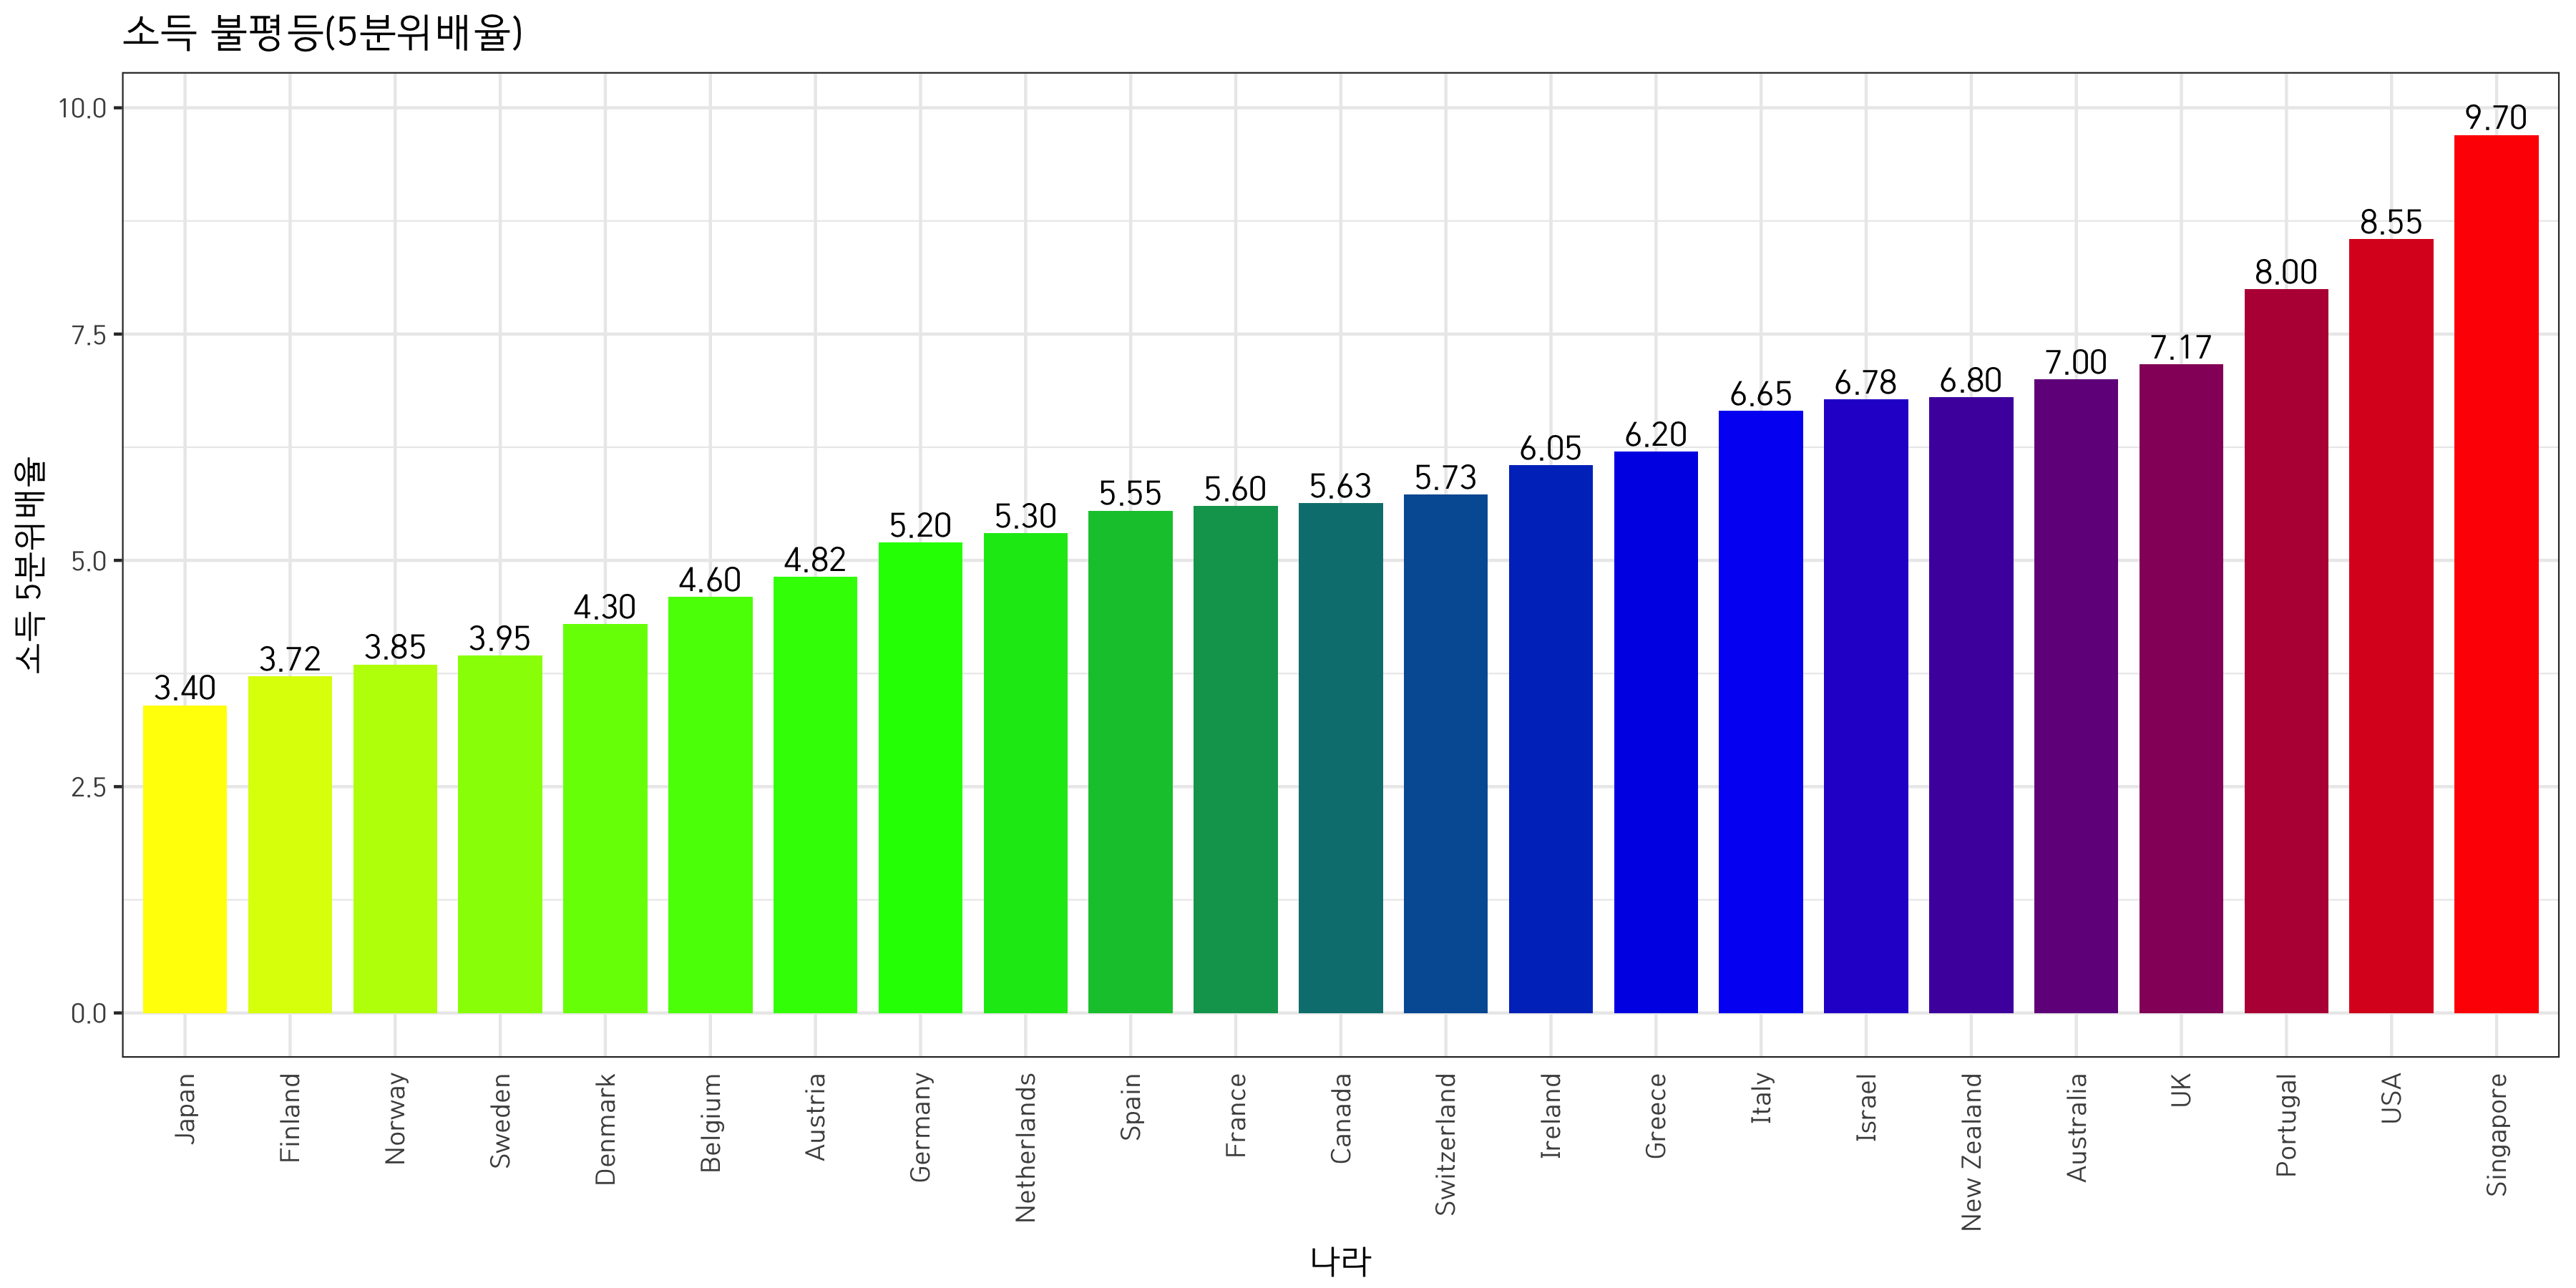 소득 불평등(5분위배율)
소득 5분위배율
10.0
7.5
5.0
2.5
0.0
3.40
3.72
3.85
3.95
4.30
4.60
4.82
5.20
5.30
5.55
5.60
5.63
5.73
6.05
6.20
6.65
6.78
6.80
7.00
7.17
8.00
8.55
9.70
Japan
Finland
Norway
Sweden
Denmark
Belgium
Austria
Germany
Netherlands
Spain
France
Canada
Switzerland
Ireland
Greece
Italy
Israel
New Zealand
Australia
UK
Portugal
USA
Singapore
나라